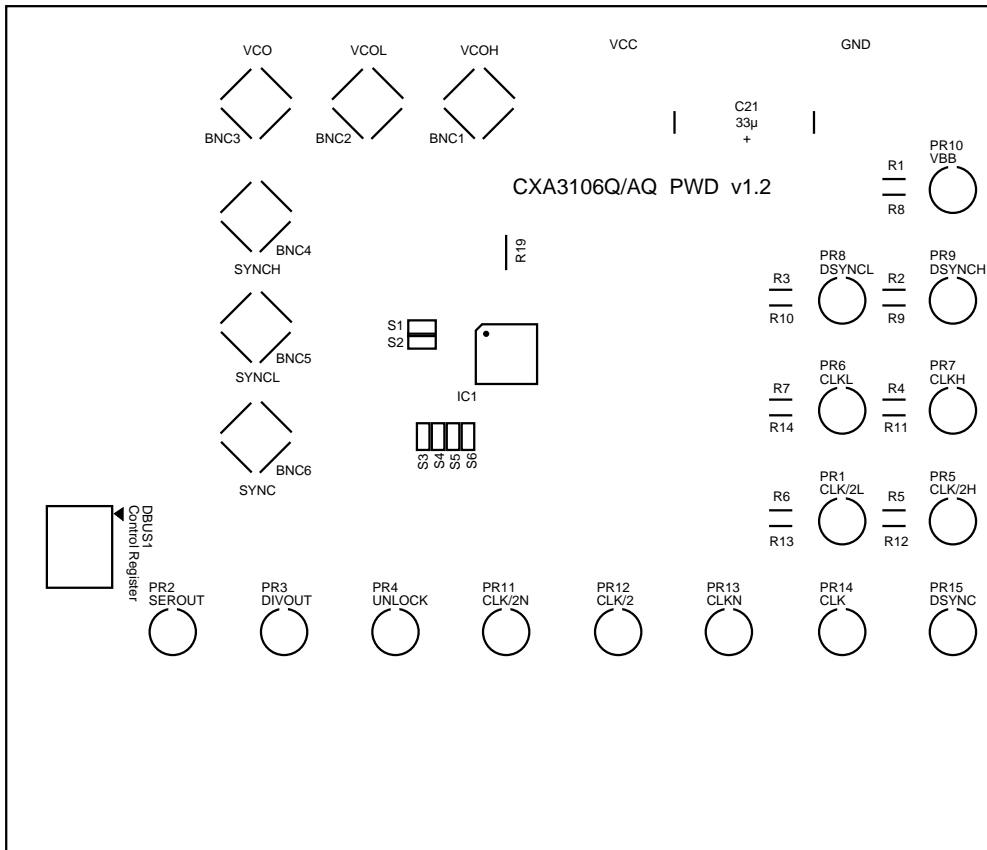 VCO
VCOL
VCOH
VCC
GND
BNC3
BNC2
BNC1
C21
33µ
+
PR10
VBB
R1
R8
CXA3106Q/AQ PWD v1.2
BNC4
SYNCH
R19
PR8
DSYNCL
PR9
DSYNCH
R3
R10
R2
R9
S1
S2
BNC5
SYNCL
IC1
PR6
CLKL
PR7
CLKH
R7
R14
R4
R11
BNC6
SYNC
S3
S4
S5
S6
PR1
CLK/2L
PR5
CLK/2H
R6
R13
R5
R12
DBUS1
Control Register
PR2
SEROUT
PR3
DIVOUT
PR4
UNLOCK
PR11
CLK/2N
PR12
CLK/2
PR13
CLKN
PR14
CLK
PR15
DSYNC